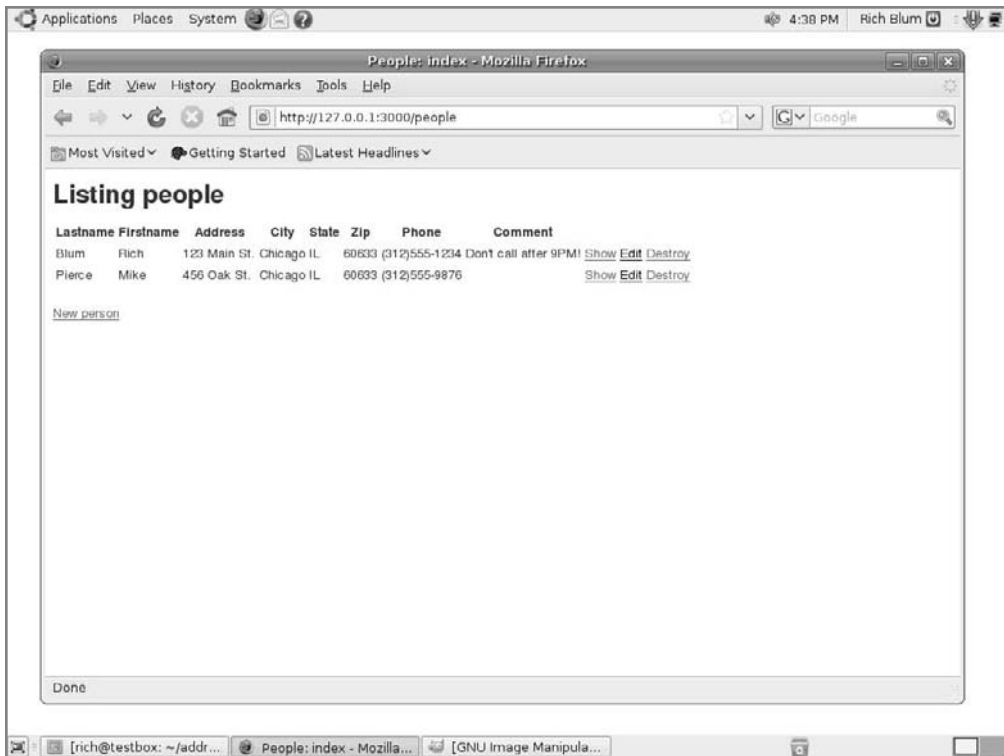 Applications Places System 4:38 PM Rich Blum
People: index - Mozilla Firefox
File Edit View History Bookmarks Tools Help
http://127.0.0.1:3000/people G Google
Most Visited Getting Started Latest Headlines
Listing people
Lastname Firstname Address City State Zip Phone Comment
Blum Rich 123 Main St. Chicago IL 60633 (312)555-1234 Don't call after 9PM! Show Edit Destroy
Pierce Mike 456 Oak St. Chicago IL 60633 (312)555-9876 Show Edit Destroy
New person
Done
[rich@testbox: ~/addr... People: index - Mozilla... [GNU Image Manipula...